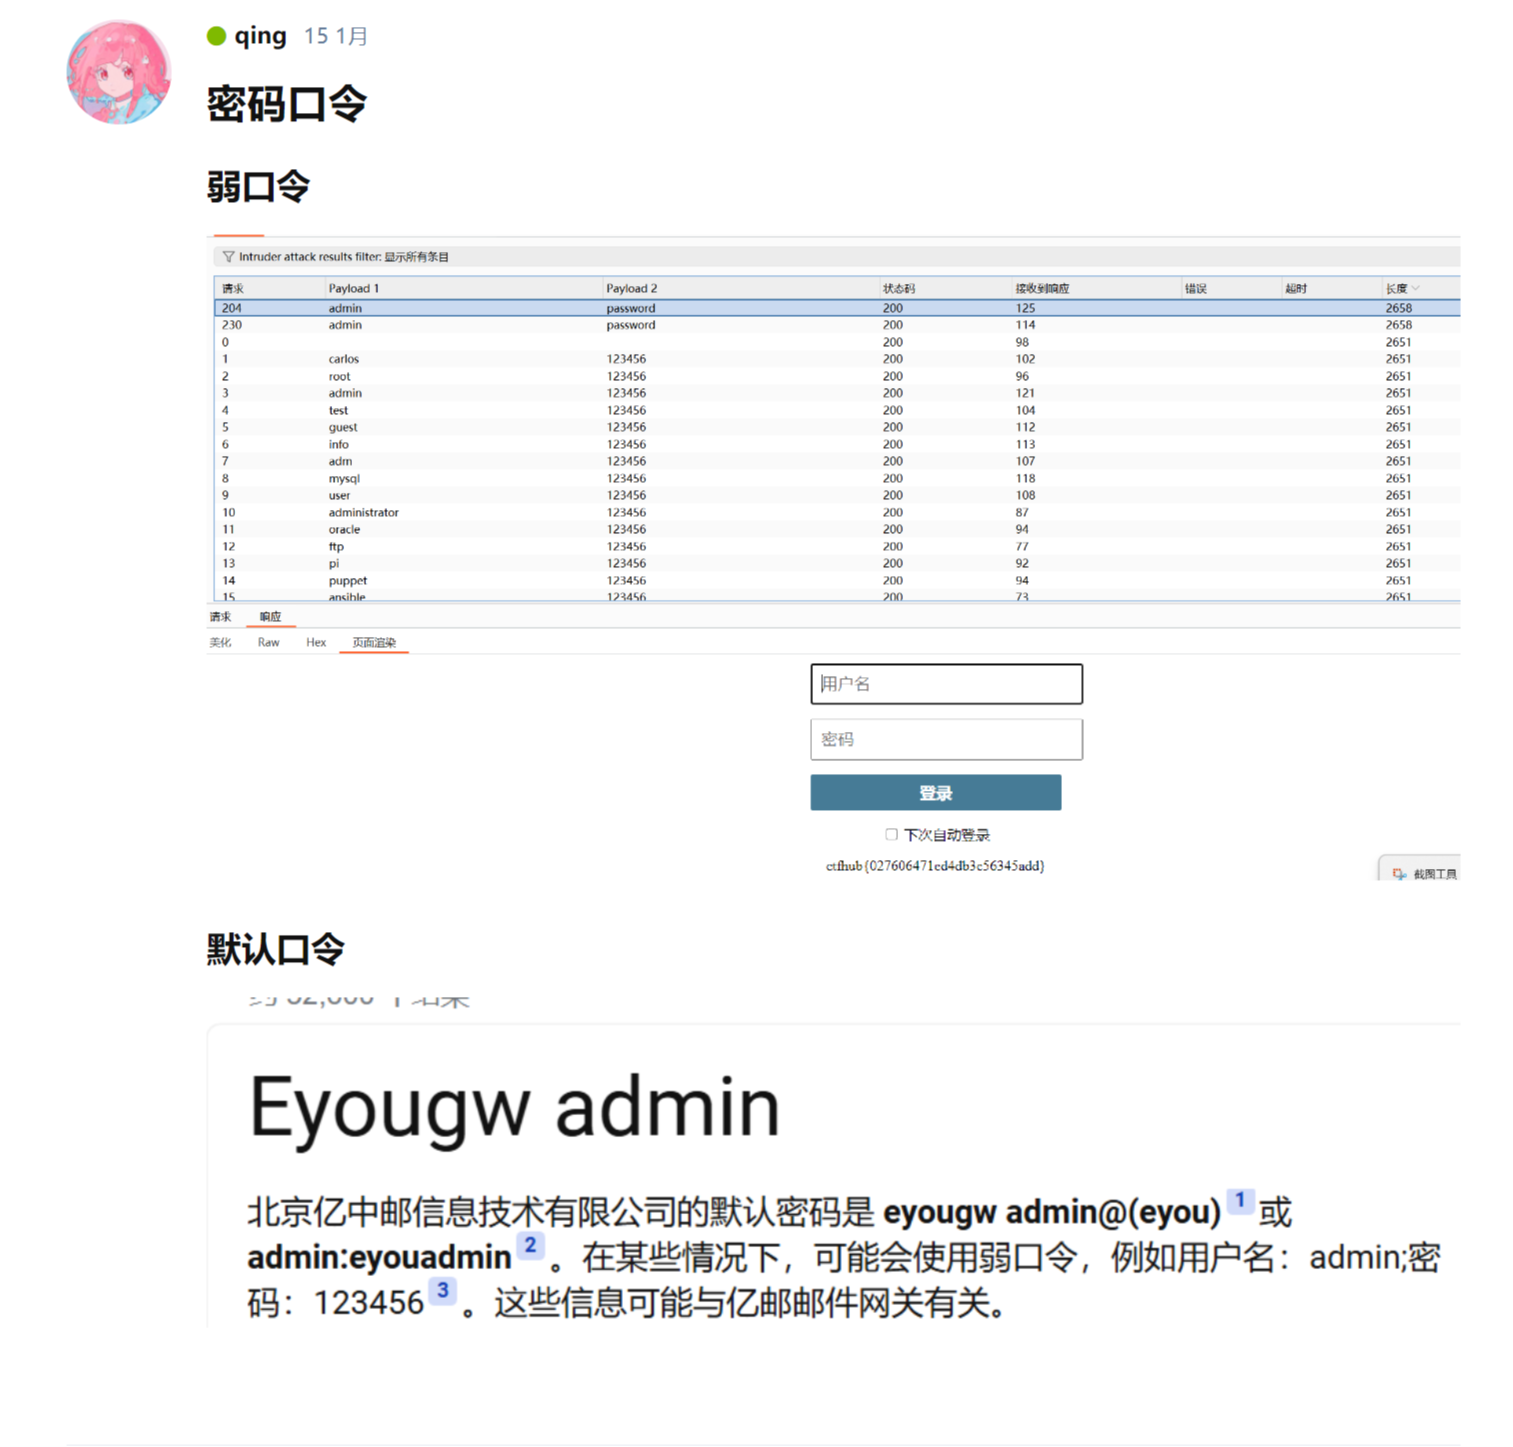 qing 15 1月
密码口令
弱口令
Intruder attack results filter: 显示所有条目
请求 Payload 1 Payload 2 状态码 接收到响应 错误 超时 长度
204 admin password 200 125 2658
230 admin password 200 114 2658
0 200 98 2651
1 carlos 123456 200 102 2651
2 root 123456 200 96 2651
3 admin 123456 200 121 2651
4 test 123456 200 104 2651
5 guest 123456 200 112 2651
6 info 123456 200 113 2651
7 adm 123456 200 107 2651
8 mysql 123456 200 118 2651
9 user 123456 200 108 2651
10 administrator 123456 200 87 2651
11 oracle 123456 200 94 2651
12 ftp 123456 200 77 2651
13 pi 123456 200 92 2651
14 puppet 123456 200 94 2651
15 ansible 123456 200 73 2651
请求 响应
美化 Raw Hex 页面渲染
用户名
密码
登录
下次自动登录
ctfhub{027606471ed4db3c56345add}
截图工具
默认口令
Eyougw admin
北京亿中邮信息技术有限公司的默认密码是 eyougw admin@(eyou) 1 或
admin:eyouadmin 2 。在某些情况下，可能会使用弱口令，例如用户名：admin;密
码：123456 3 。这些信息可能与亿邮邮件网关有关。